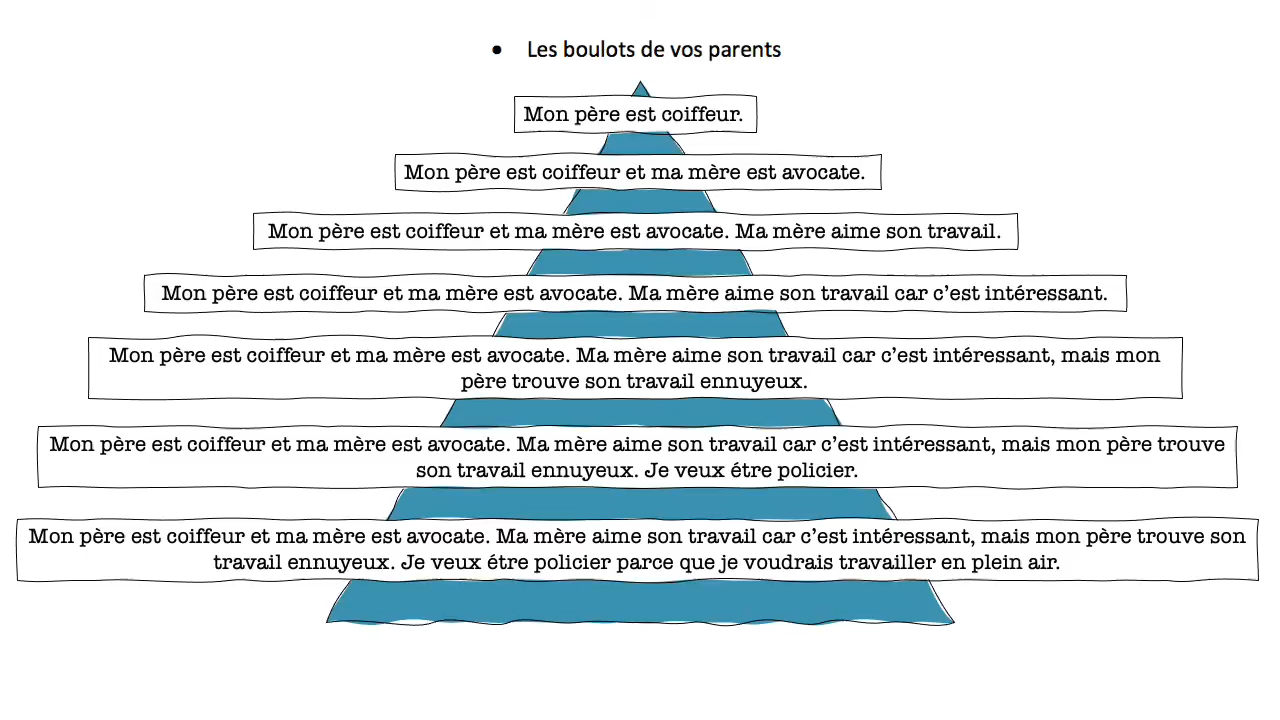 • Les boulots de vos parents
Mon père est coiffeur.
Mon père est coiffeur et ma mère est avocate.
Mon père est coiffeur et ma mère est avocate. Ma mère aime son travail.
Mon père est coiffeur et ma mère est avocate. Ma mère aime son travail car c’est intéressant.
Mon père est coiffeur et ma mère est avocate. Ma mère aime son travail car c’est intéressant, mais mon
père trouve son travail ennuyeux.
Mon père est coiffeur et ma mère est avocate. Ma mère aime son travail car c’est intéressant, mais mon père trouve
son travail ennuyeux. Je veux étre policier.
Mon père est coiffeur et ma mère est avocate. Ma mère aime son travail car c’est intéressant, mais mon père trouve son
travail ennuyeux. Je veux étre policier parce que je voudrais travailler en plein air.